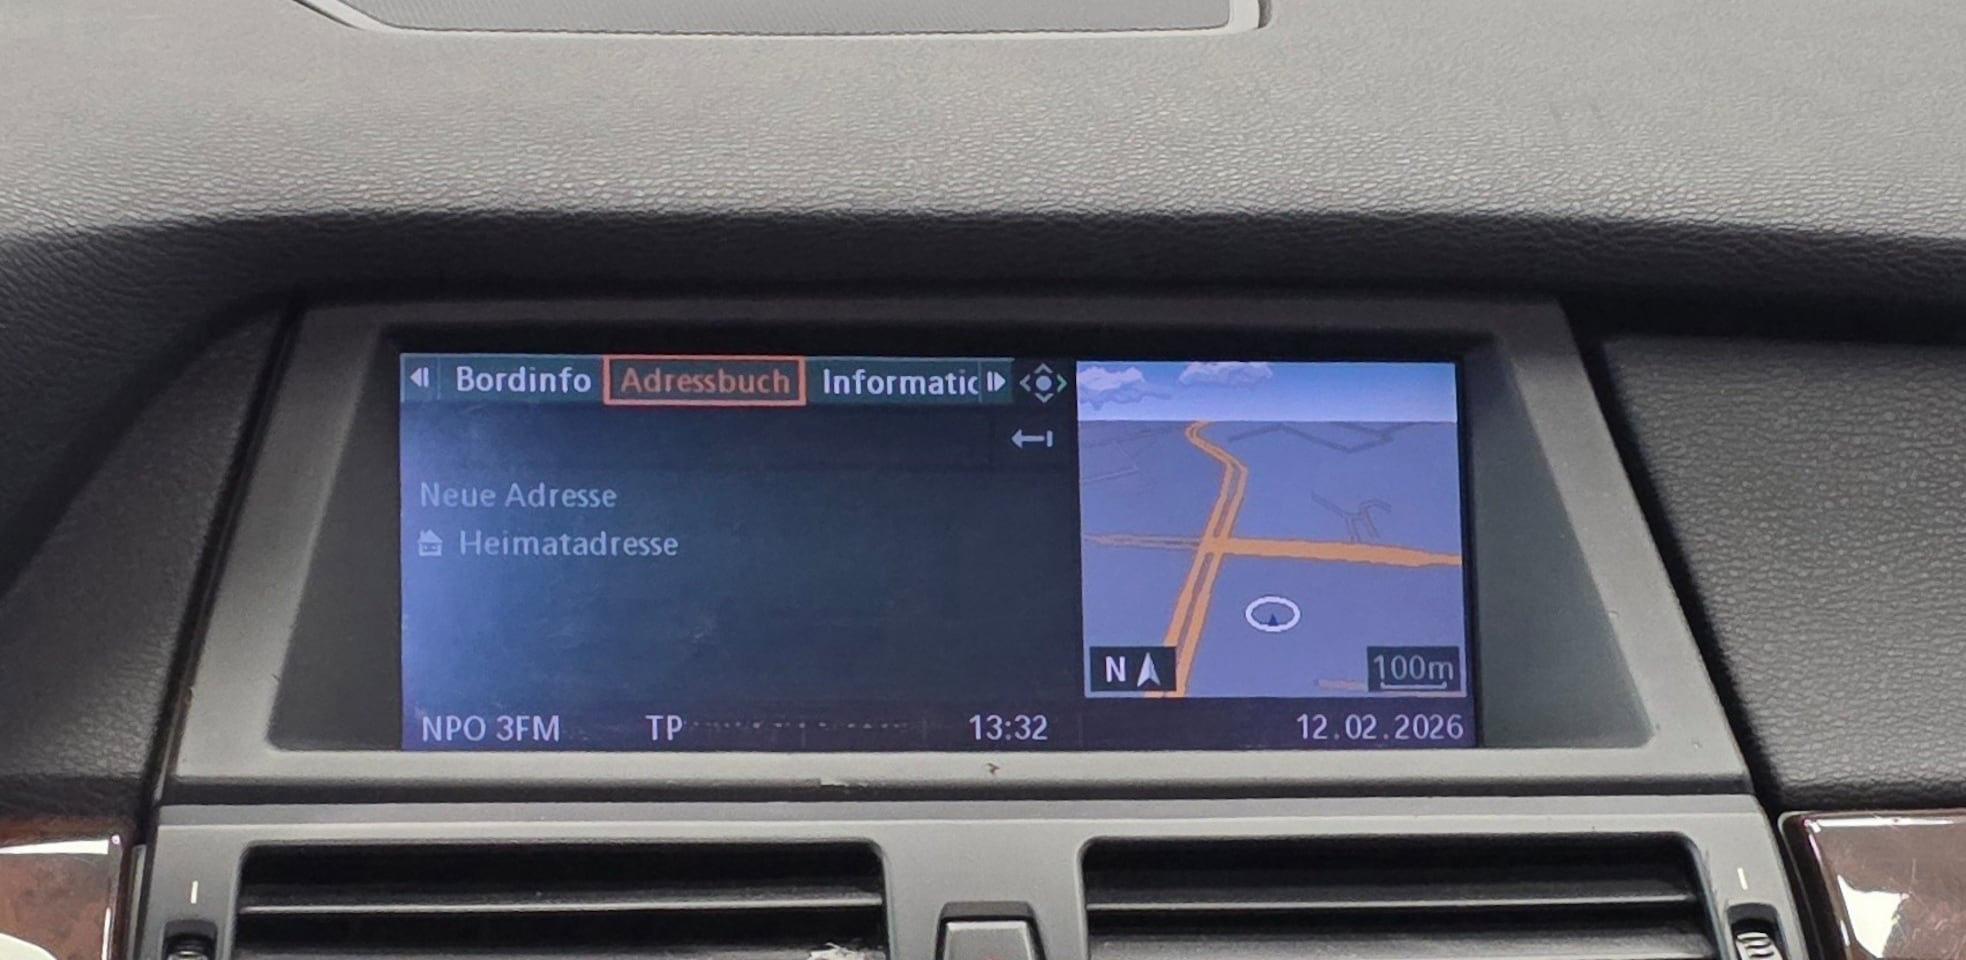 Bordinfo Adressbuch Informatic
Neue Adresse
Heimatadresse
N 100m
NPO 3FM TP 13:32 12.02.2026